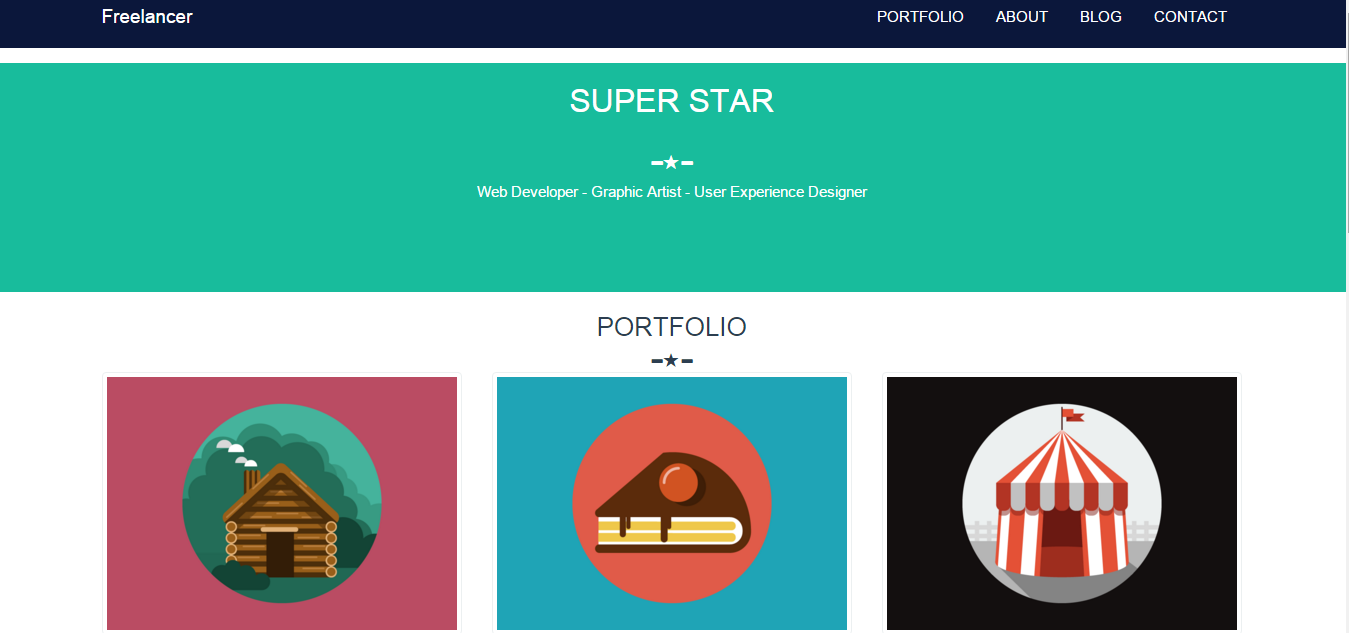 Freelancer PORTFOLIO ABOUT BLOG CONTACT
SUPER STAR
Web Developer - Graphic Artist - User Experience Designer
PORTFOLIO